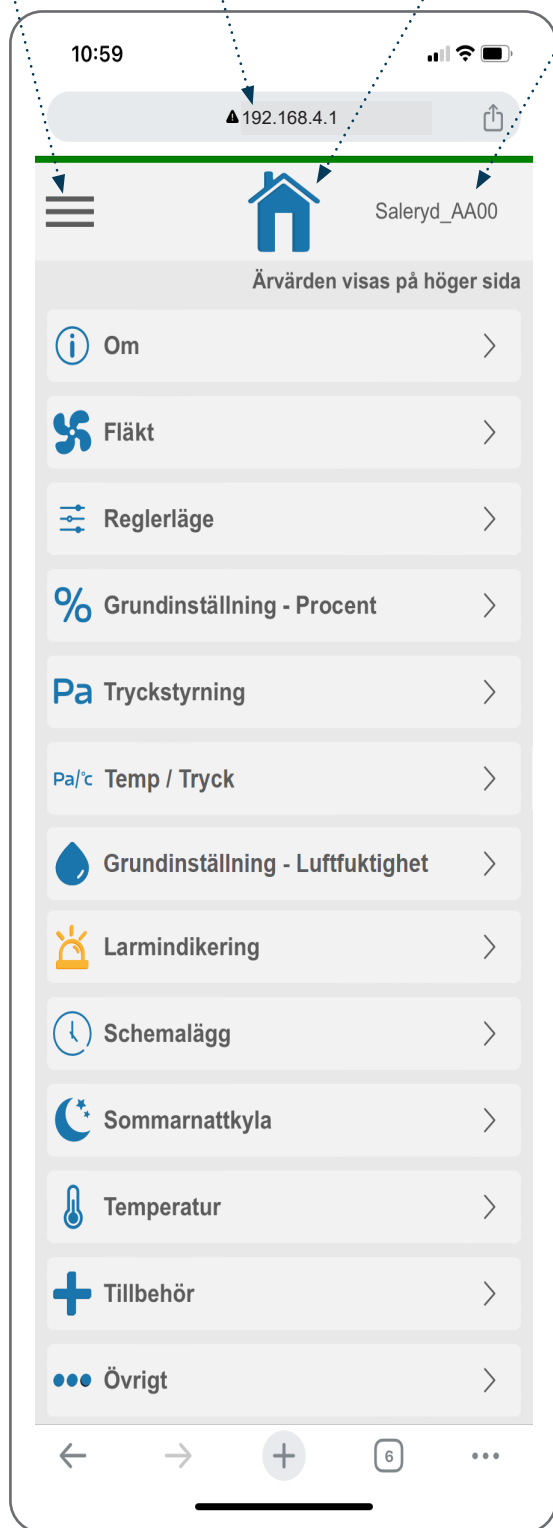 10:59
192.168.4.1
Saleryd_AA00
Ärvärden visas på höger sida
Om
Fläkt
Reglerläge
% Grundinställning - Procent
Pa Tryckstyrning
Pa/°c Temp / Tryck
Grundinställning - Luftfuktighet
Larmindikering
Schemalägg
Sommarnattkyla
Temperatur
Tillbehör
Övrigt
6